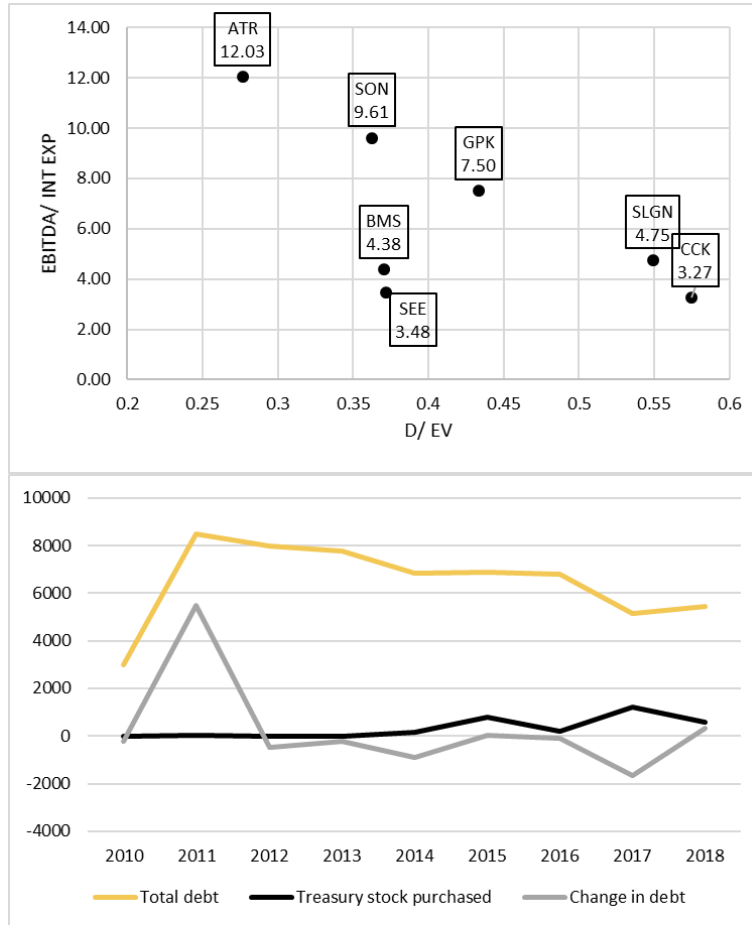 14.00
12.00
10.00
8.00
6.00
4.00
2.00
0.00
EBITDA/ INT EXP
ATR
12.03
SON
9.61
GPK
7.50
BMS
4.38
SEE
3.48
SLGN
4.75
CCK
3.27
0.2 0.25 0.3 0.35 0.4 0.45 0.5 0.55 0.6
D/ EV
10000
8000
6000
4000
2000
0
-2000
-4000
2010 2011 2012 2013 2014 2015 2016 2017 2018
Total debt Treasury stock purchased Change in debt